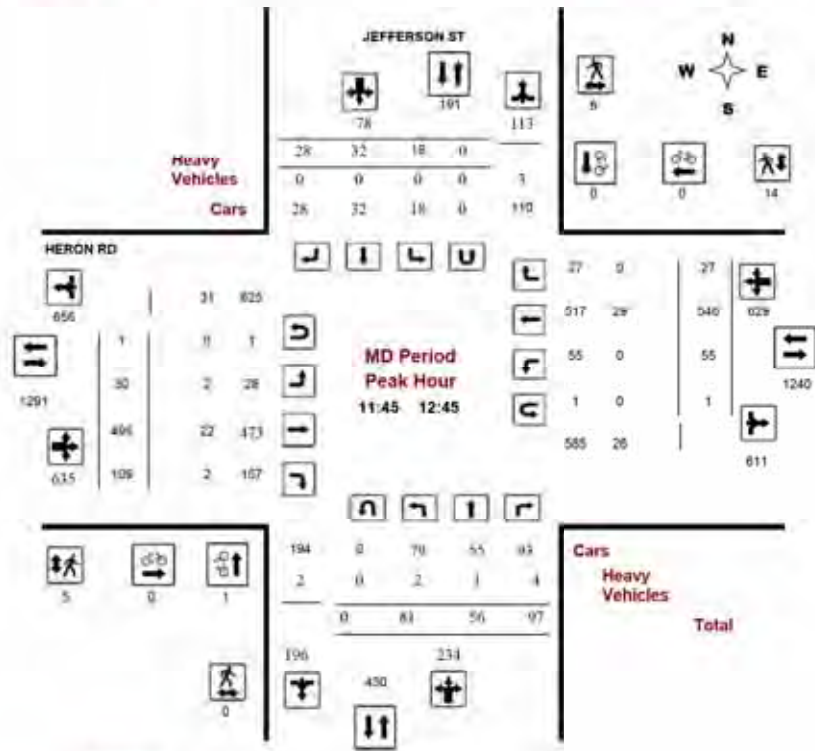 JEFFERSON ST
N
W E
S
78 191 113
6
28 32 18 0
Heavy
Vehicles 0 0 0 0 3
0 0 14
Cars 28 32 18 0 110
HERON RD
656 31 625
27 0 27
517 29 546 629
1 0 1
55 0 55
MD Period
Peak Hour
11:45 12:45
1291 30 2 28
1240
1 0 1
635 495 22 473
585 26 611
109 2 107
194 0 79 55 93 Cars
2 0 2 1 4 Heavy
Vehicles
0 81 56 97 Total
5 0 1
196 430 234
0